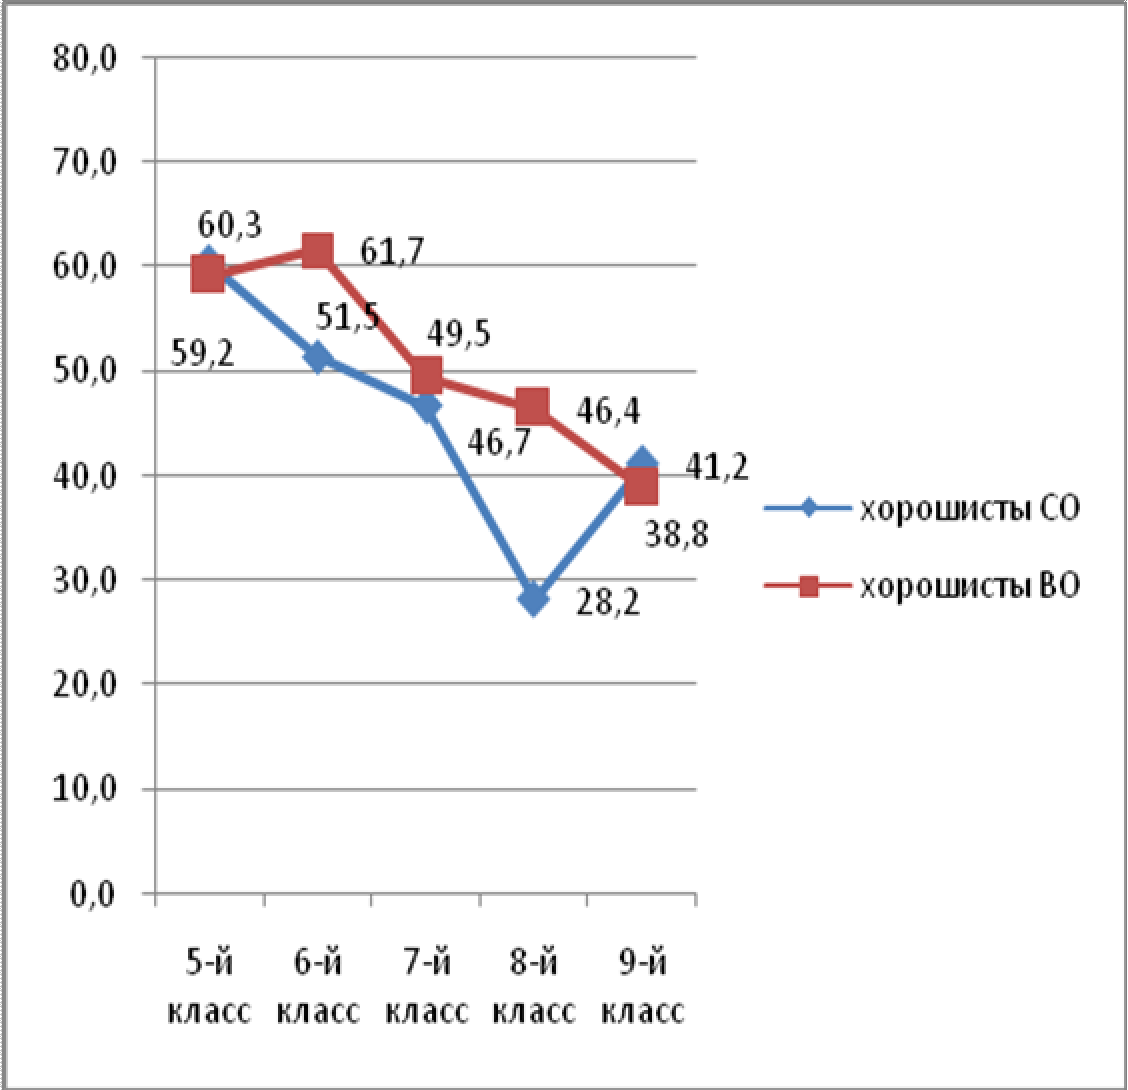 80,0
70,0
60,0
50,0
40,0
30,0
20,0
10,0
0,0
60,3
61,7
51,5
59,2
49,5
46,7
46,4
41,2
38,8
28,2
5-й класс
6-й класс
7-й класс
8-й класс
9-й класс
хорошисты СО
хорошисты ВО